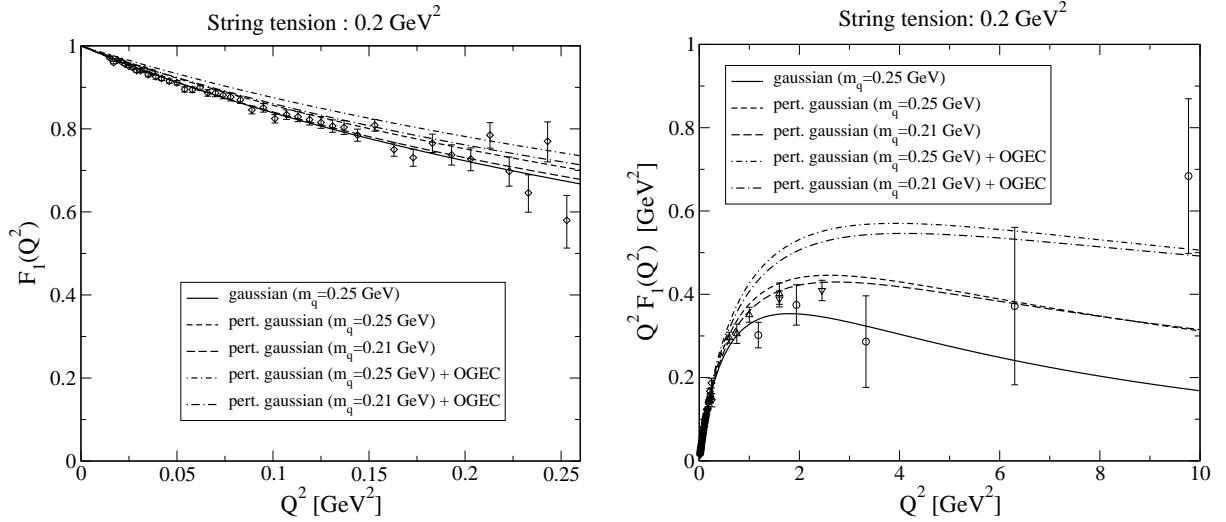 String tension : 0.2 GeV²
F₁(Q²)
1
0.8
0.6
0.4
0.2
0
gaussian (m_q=0.25 GeV)
pert. gaussian (m_q=0.25 GeV)
pert. gaussian (m_q=0.21 GeV)
pert. gaussian (m_q=0.25 GeV) + OGEC
pert. gaussian (m_q=0.21 GeV) + OGEC
0 0.05 0.1 0.15 0.2 0.25
Q² [GeV²]
String tension: 0.2 GeV²
Q² F₁(Q²) [GeV²]
1
0.8
0.6
0.4
0.2
0
gaussian (m_q=0.25 GeV)
pert. gaussian (m_q=0.25 GeV)
pert. gaussian (m_q=0.21 GeV)
pert. gaussian (m_q=0.25 GeV) + OGEC
pert. gaussian (m_q=0.21 GeV) + OGEC
0 2 4 6 8 10
Q² [GeV²]